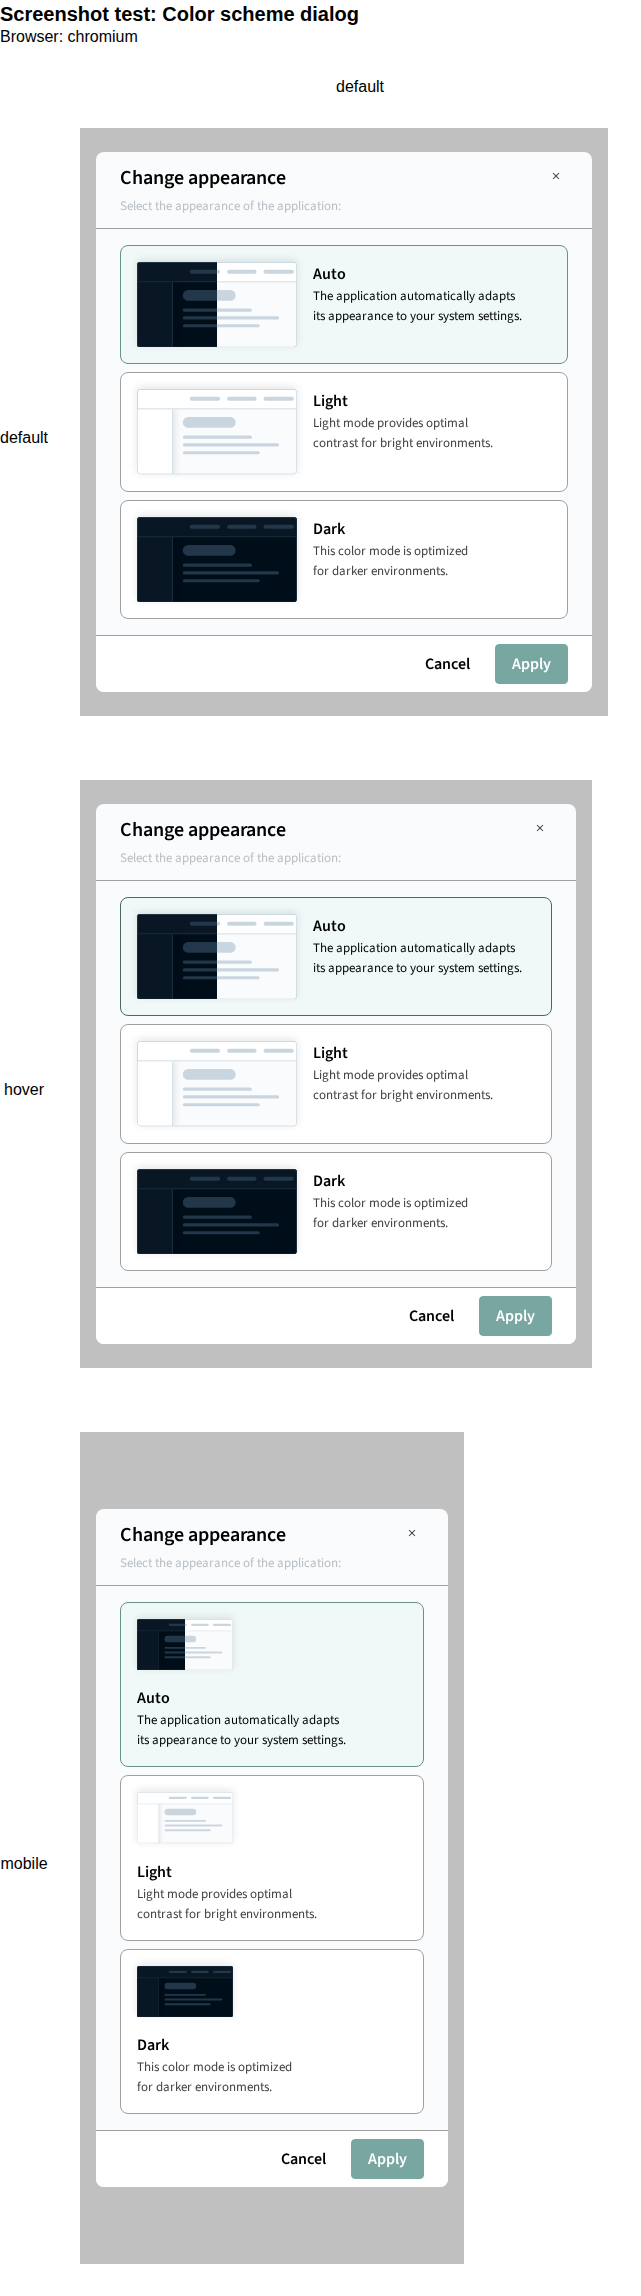 Screenshot test: Color scheme dialog
Browser: chromium
default
default
Change appearance
×
Select the appearance of the application:
Auto
The application automatically adapts
its appearance to your system settings.
Light
Light mode provides optimal
contrast for bright environments.
Dark
This color mode is optimized
for darker environments.
Cancel
Apply
hover
Change appearance
×
Select the appearance of the application:
Auto
The application automatically adapts
its appearance to your system settings.
Light
Light mode provides optimal
contrast for bright environments.
Dark
This color mode is optimized
for darker environments.
Cancel
Apply
mobile
Change appearance
×
Select the appearance of the application:
Auto
The application automatically adapts
its appearance to your system settings.
Light
Light mode provides optimal
contrast for bright environments.
Dark
This color mode is optimized
for darker environments.
Cancel
Apply